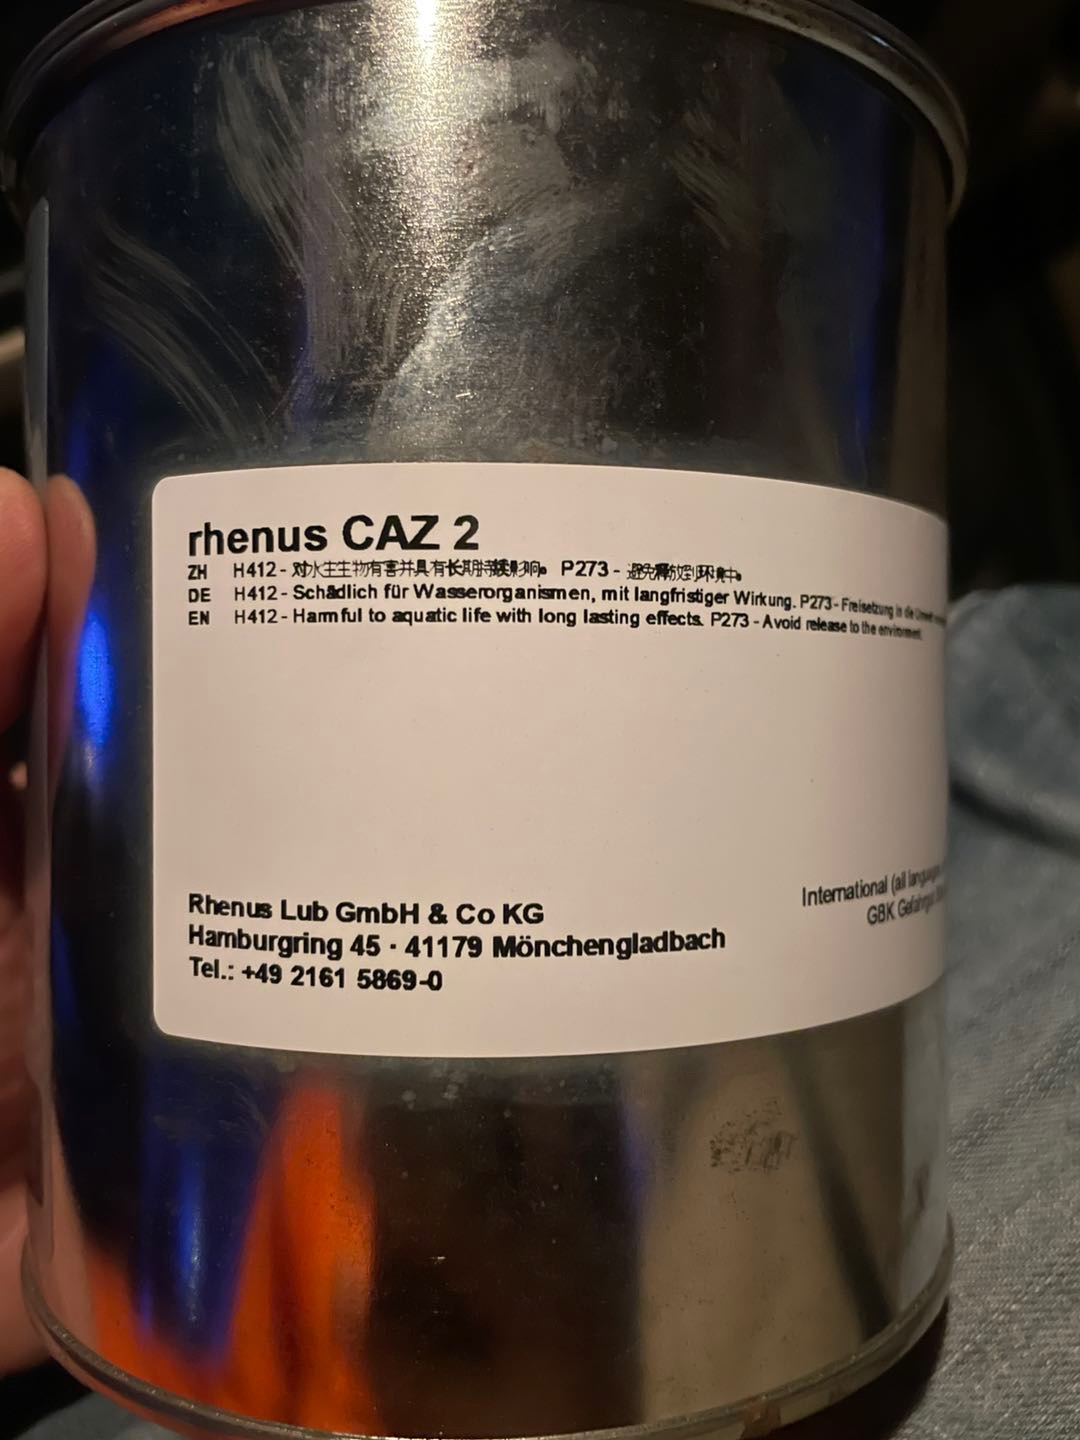 rhenus CAZ 2
ZH H412 - 对水生生物有害并具有长期持续影响。 P273 - 避免释放到环境中。
DE H412 - Schädlich für Wasserorganismen, mit langfristiger Wirkung. P273 - Freisetzung in die Umwelt
EN H412 - Harmful to aquatic life with long lasting effects. P273 - Avoid release to the environment.
Rhenus Lub GmbH & Co KG
Hamburgring 45 · 41179 Mönchengladbach
Tel.: +49 2161 5869-0
International (all languages
GBK Gefahrgut